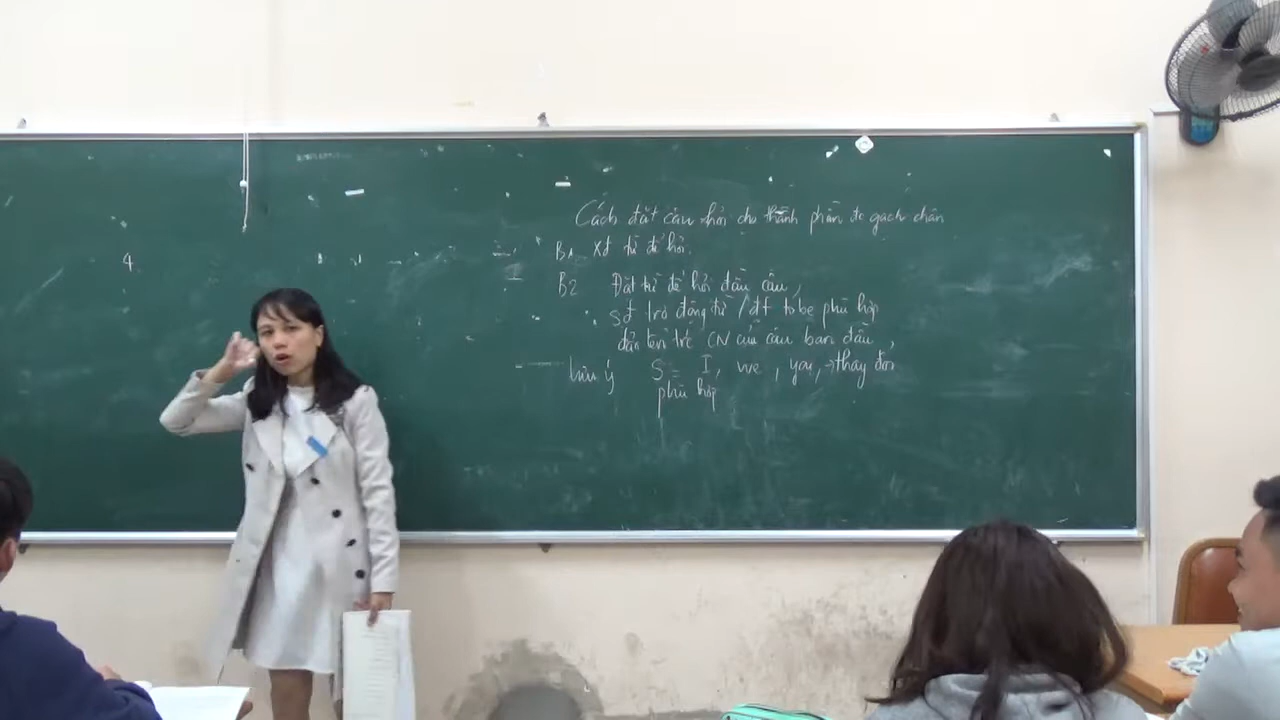 Cách đặt câu hỏi cho thành phần đc gạch chân
B1 Xđ từ để hỏi.
B2 Đặt từ để hỏi đầu câu,
sd trợ động từ / đt tobe phù hợp
đảo lên trc CN của câu ban đầu,
lưu ý S = I, we, you, → thay đổi
phù hợp
4